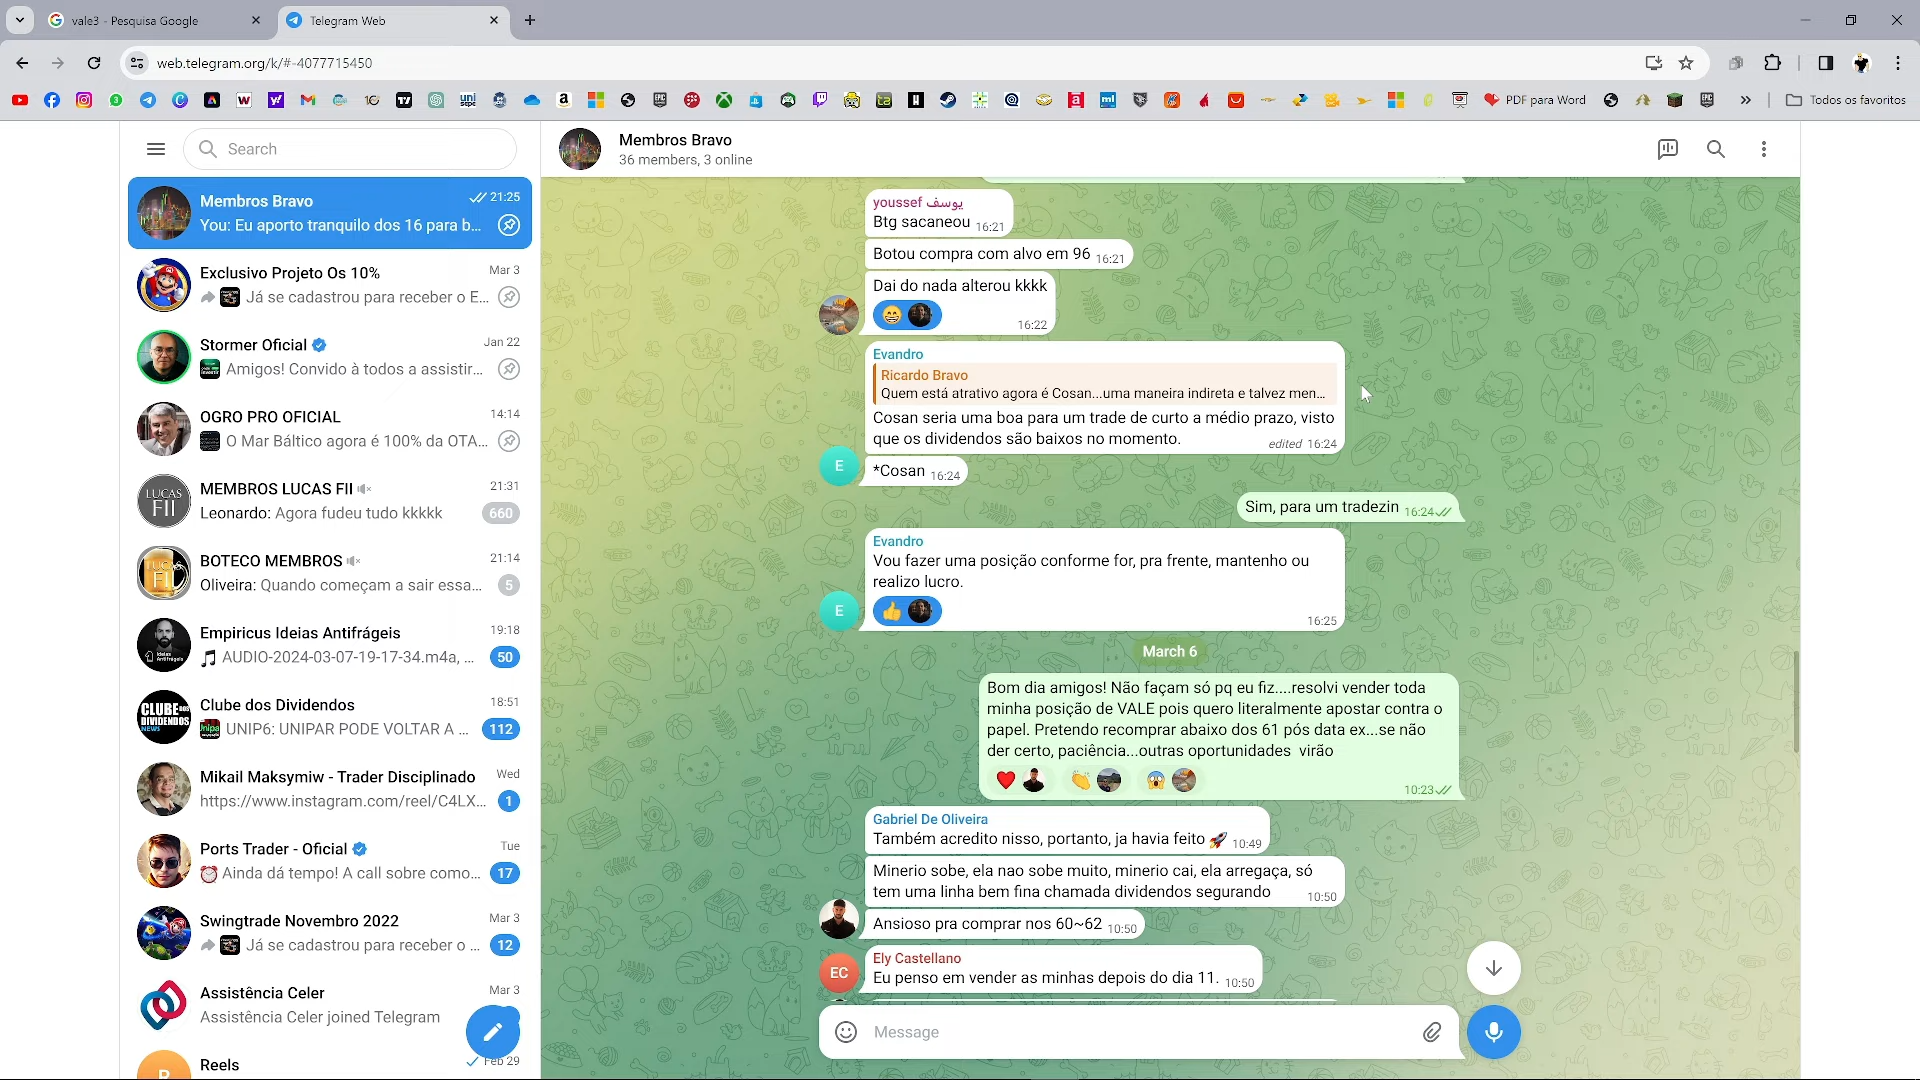 vale3 - Pesquisa Google
Telegram Web
web.telegram.org/k/#-4077715450
PDF para Word
Todos os favoritos
Search
Membros Bravo
21:25
You: Eu aporto tranquilo dos 16 para b...
Exclusivo Projeto Os 10%
Mar 3
Já se cadastrou para receber o E...
Stormer Oficial
Jan 22
Amigos! Convido à todos a assistir...
OGRO PRO OFICIAL
14:14
O Mar Báltico agora é 100% da OTA...
LUCAS
FII
MEMBROS LUCAS FII
21:31
Leonardo: Agora fudeu tudo kkkkk
660
BOTECO MEMBROS
21:14
Oliveira: Quando começam a sair essa...
5
Empiricus Ideias Antifrágeis
19:18
AUDIO-2024-03-07-19-17-34.m4a, ...
50
CLUBE DOS
DIVIDENDOS
NEWS
Clube dos Dividendos
18:51
UNIP6: UNIPAR PODE VOLTAR A ...
112
Mikail Maksymiw - Trader Disciplinado
Wed
https://www.instagram.com/reel/C4LX...
1
Ports Trader - Oficial
Tue
Ainda dá tempo! A call sobre como...
17
Swingtrade Novembro 2022
Mar 3
Já se cadastrou para receber o ...
12
Assistência Celer
Mar 3
Assistência Celer joined Telegram
Reels
Feb 29
Membros Bravo
36 members, 3 online
youssef يوسف
Btg sacaneou 16:21
Botou compra com alvo em 96 16:21
Dai do nada alterou kkkk
16:22
Evandro
Ricardo Bravo
Quem está atrativo agora é Cosan...uma maneira indireta e talvez men...
Cosan seria uma boa para um trade de curto a médio prazo, visto
que os dividendos são baixos no momento.
edited 16:24
E
*Cosan 16:24
Sim, para um tradezin 16:24
Evandro
Vou fazer uma posição conforme for, pra frente, mantenho ou
realizo lucro.
E
16:25
March 6
Bom dia amigos! Não façam só pq eu fiz....resolvi vender toda
minha posição de VALE pois quero literalmente apostar contra o
papel. Pretendo recomprar abaixo dos 61 pós data ex...se não
der certo, paciência...outras oportunidades virão
10:23
Gabriel De Oliveira
Também acredito nisso, portanto, ja havia feito 🚀 10:49
Minerio sobe, ela nao sobe muito, minerio cai, ela arregaça, só
tem uma linha bem fina chamada dividendos segurando
10:50
Ansioso pra comprar nos 60~62 10:50
EC
Ely Castellano
Eu penso em vender as minhas depois do dia 11. 10:50
Message